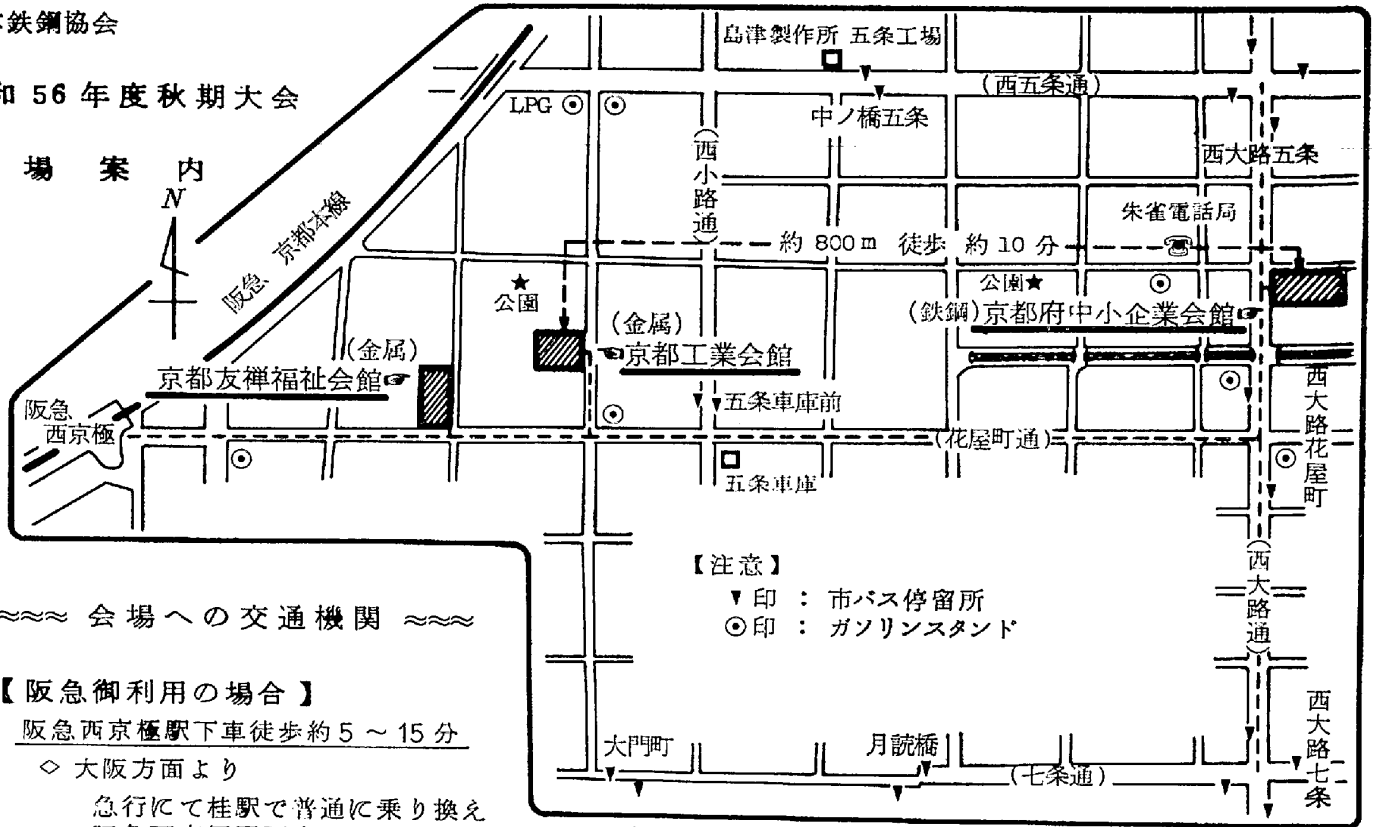 鉄鋼協会
和 56 年度秋期大会
場 案 内
N
島津製作所 五条工場
(西五条通)
LPG
中ノ橋五条
西大路五条
(西小路通)
阪急 京都本線
朱雀電話局
約 800m 徒歩 約 10 分
公園
公園
(鉄鋼)京都府中小企業会館
(金属)
京都工業会館
(金属)
京都友禅福祉会館
阪急
西京極
五条車庫前
西大路花屋町
(花屋町通)
五条車庫
【注意】
▼印 : 市バス停留所
◉印 : ガソリンスタンド
(西大路通)
≈≈≈ 会場への交通機関 ≈≈≈
【阪急御利用の場合】
阪急西京極駅下車徒歩約5～15分
◇ 大阪方面より
急行にて桂駅で普通に乗り換え
大門町
月読橋
(七条通)
西大路七条